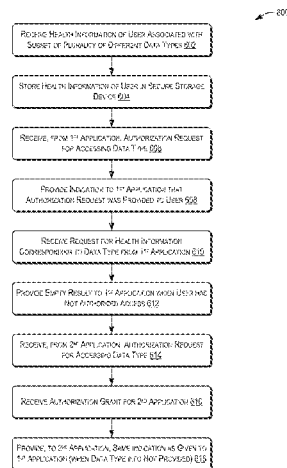 600
RECEIVE HEALTH INFORMATION OF USER ASSOCIATED WITH
SUBSET OF PLURALITY OF DIFFERENT DATA TYPES 602
STORE HEALTH INFORMATION OF USER IN SECURE STORAGE
DEVICE 604
RECEIVE, FROM 1ST APPLICATION, AUTHORIZATION REQUEST
FOR ACCESSING DATA TYPE 606
PROVIDE INDICATION TO 1ST APPLICATION THAT
AUTHORIZATION REQUEST WAS PROVIDED TO USER 608
RECEIVE REQUEST FOR HEALTH INFORMATION
CORRESPONDING TO DATA TYPE FROM 1ST APPLICATION 610
PROVIDE EMPTY RESULT TO 1ST APPLICATION WHEN USER HAS
NOT AUTHORIZED ACCESS 612
RECEIVE, FROM 2ND APPLICATION, AUTHORIZATION REQUEST
FOR ACCESSING DATA TYPE 614
RECEIVE AUTHORIZATION GRANT FOR 2ND APPLICATION 616
PROVIDE, TO 2ND APPLICATION, SAME INDICATION AS GIVEN TO
1ST APPLICATION (WHEN DATA TYPE IS NOT PROVIDED) 618